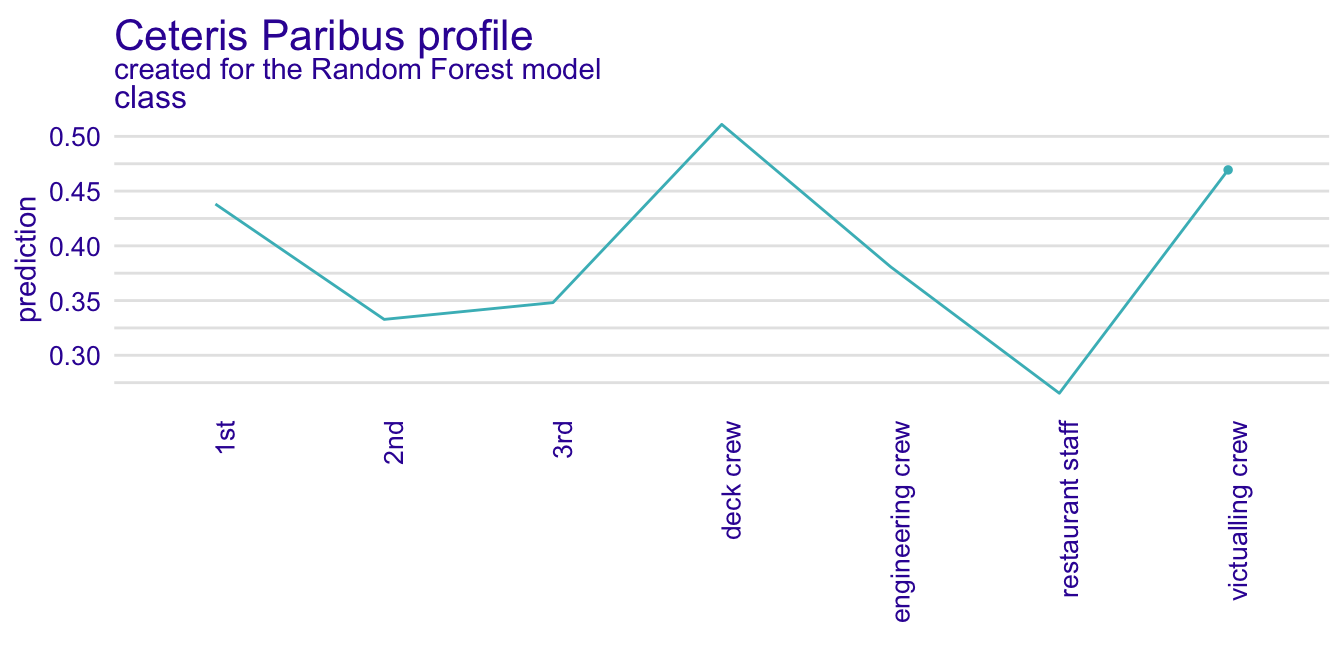 Ceteris Paribus profile
created for the Random Forest model
class
prediction
0.50
0.45
0.40
0.35
0.30
1st
2nd
3rd
deck crew
engineering crew
restaurant staff
victualling crew